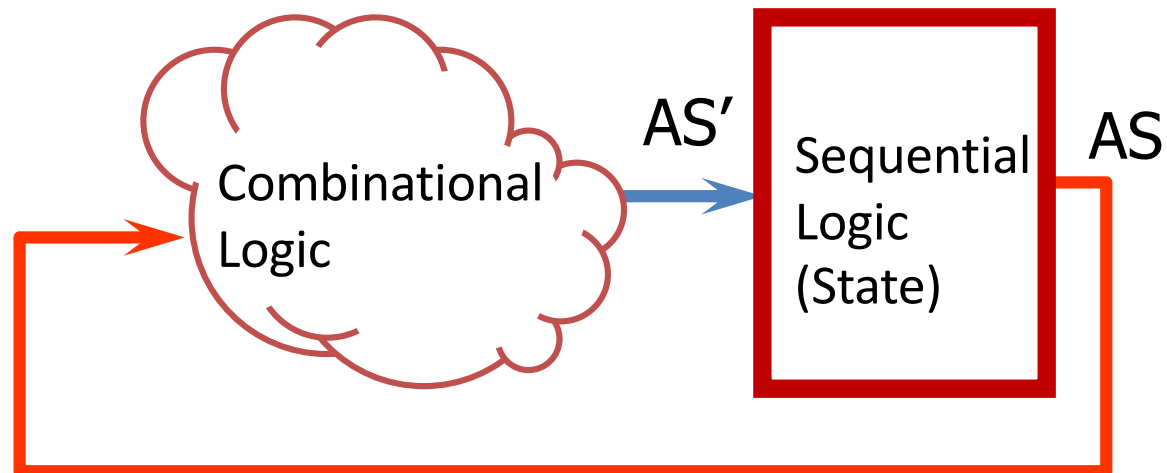 Combinational
Logic
AS’
Sequential
Logic
(State)
AS